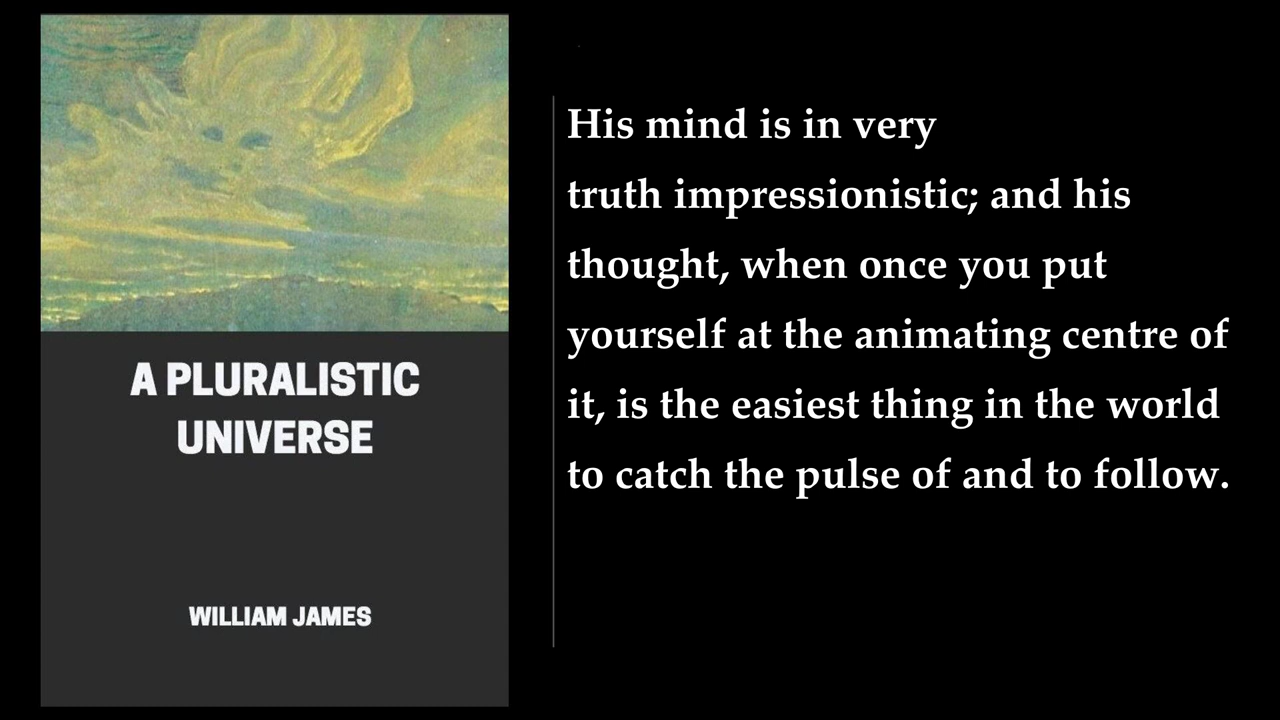 A PLURALISTIC
UNIVERSE
WILLIAM JAMES
His mind is in very
truth impressionistic; and his
thought, when once you put
yourself at the animating centre of
it, is the easiest thing in the world
to catch the pulse of and to follow.